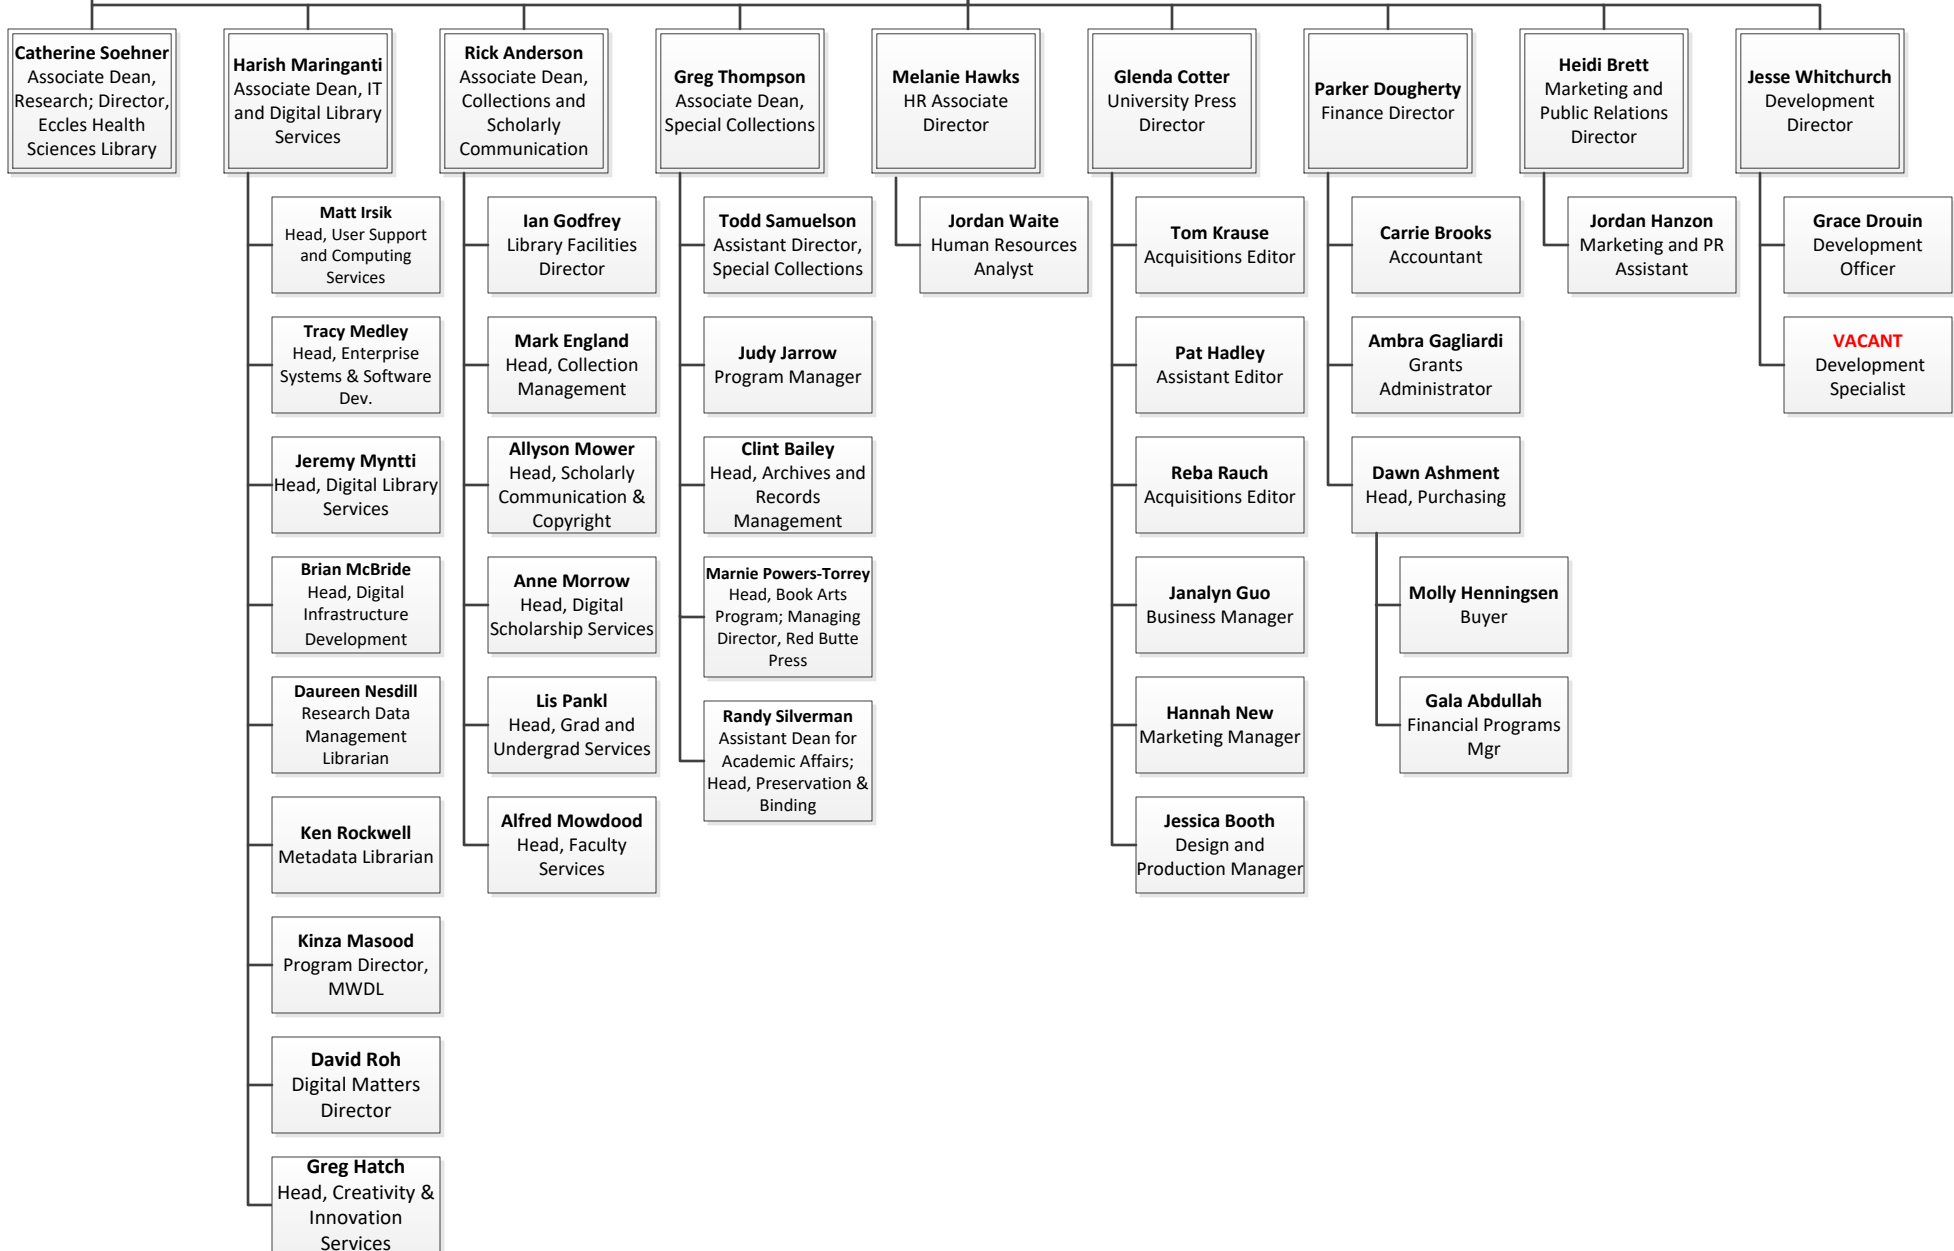 Catherine Soehner
Associate Dean,
Research; Director,
Eccles Health
Sciences Library
Harish Maringanti
Associate Dean, IT
and Digital Library
Services
Rick Anderson
Associate Dean,
Collections and
Scholarly
Communication
Greg Thompson
Associate Dean,
Special Collections
Melanie Hawks
HR Associate
Director
Glenda Cotter
University Press
Director
Parker Dougherty
Finance Director
Heidi Brett
Marketing and
Public Relations
Director
Jesse Whitchurch
Development
Director
Matt Irsik
Head, User Support
and Computing
Services
Tracy Medley
Head, Enterprise
Systems & Software
Dev.
Jeremy Myntti
Head, Digital Library
Services
Brian McBride
Head, Digital
Infrastructure
Development
Daureen Nesdill
Research Data
Management
Librarian
Ken Rockwell
Metadata Librarian
Kinza Masood
Program Director,
MWDL
David Roh
Digital Matters
Director
Greg Hatch
Head, Creativity &
Innovation
Services
Ian Godfrey
Library Facilities
Director
Mark England
Head, Collection
Management
Allyson Mower
Head, Scholarly
Communication &
Copyright
Anne Morrow
Head, Digital
Scholarship Services
Lis Pankl
Head, Grad and
Undergrad Services
Alfred Mowdood
Head, Faculty
Services
Todd Samuelson
Assistant Director,
Special Collections
Judy Jarrow
Program Manager
Clint Bailey
Head, Archives and
Records
Management
Marnie Powers-Torrey
Head, Book Arts
Program; Managing
Director, Red Butte
Press
Randy Silverman
Assistant Dean for
Academic Affairs;
Head, Preservation &
Binding
Jordan Waite
Human Resources
Analyst
Tom Krause
Acquisitions Editor
Pat Hadley
Assistant Editor
Reba Rauch
Acquisitions Editor
Janalyn Guo
Business Manager
Hannah New
Marketing Manager
Jessica Booth
Design and
Production Manager
Carrie Brooks
Accountant
Ambra Gagliardi
Grants
Administrator
Dawn Ashment
Head, Purchasing
Molly Henningsen
Buyer
Gala Abdullah
Financial Programs
Mgr
Jordan Hanzon
Marketing and PR
Assistant
Grace Drouin
Development
Officer
VACANT
Development
Specialist